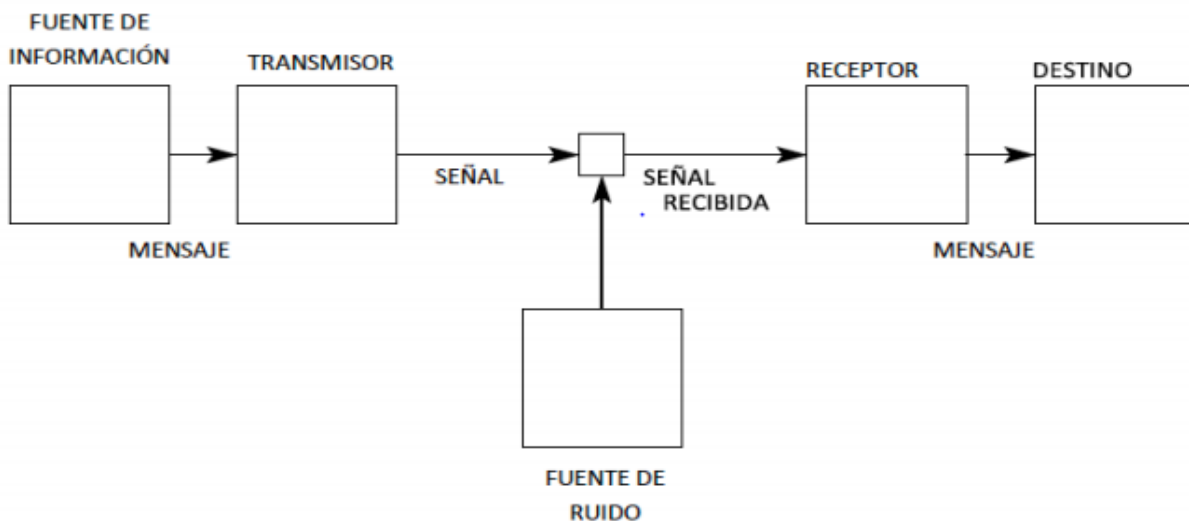 FUENTE DE
INFORMACIÓN
TRANSMISOR
RECEPTOR
DESTINO
SEÑAL
SEÑAL
RECIBIDA
MENSAJE
MENSAJE
FUENTE DE
RUIDO